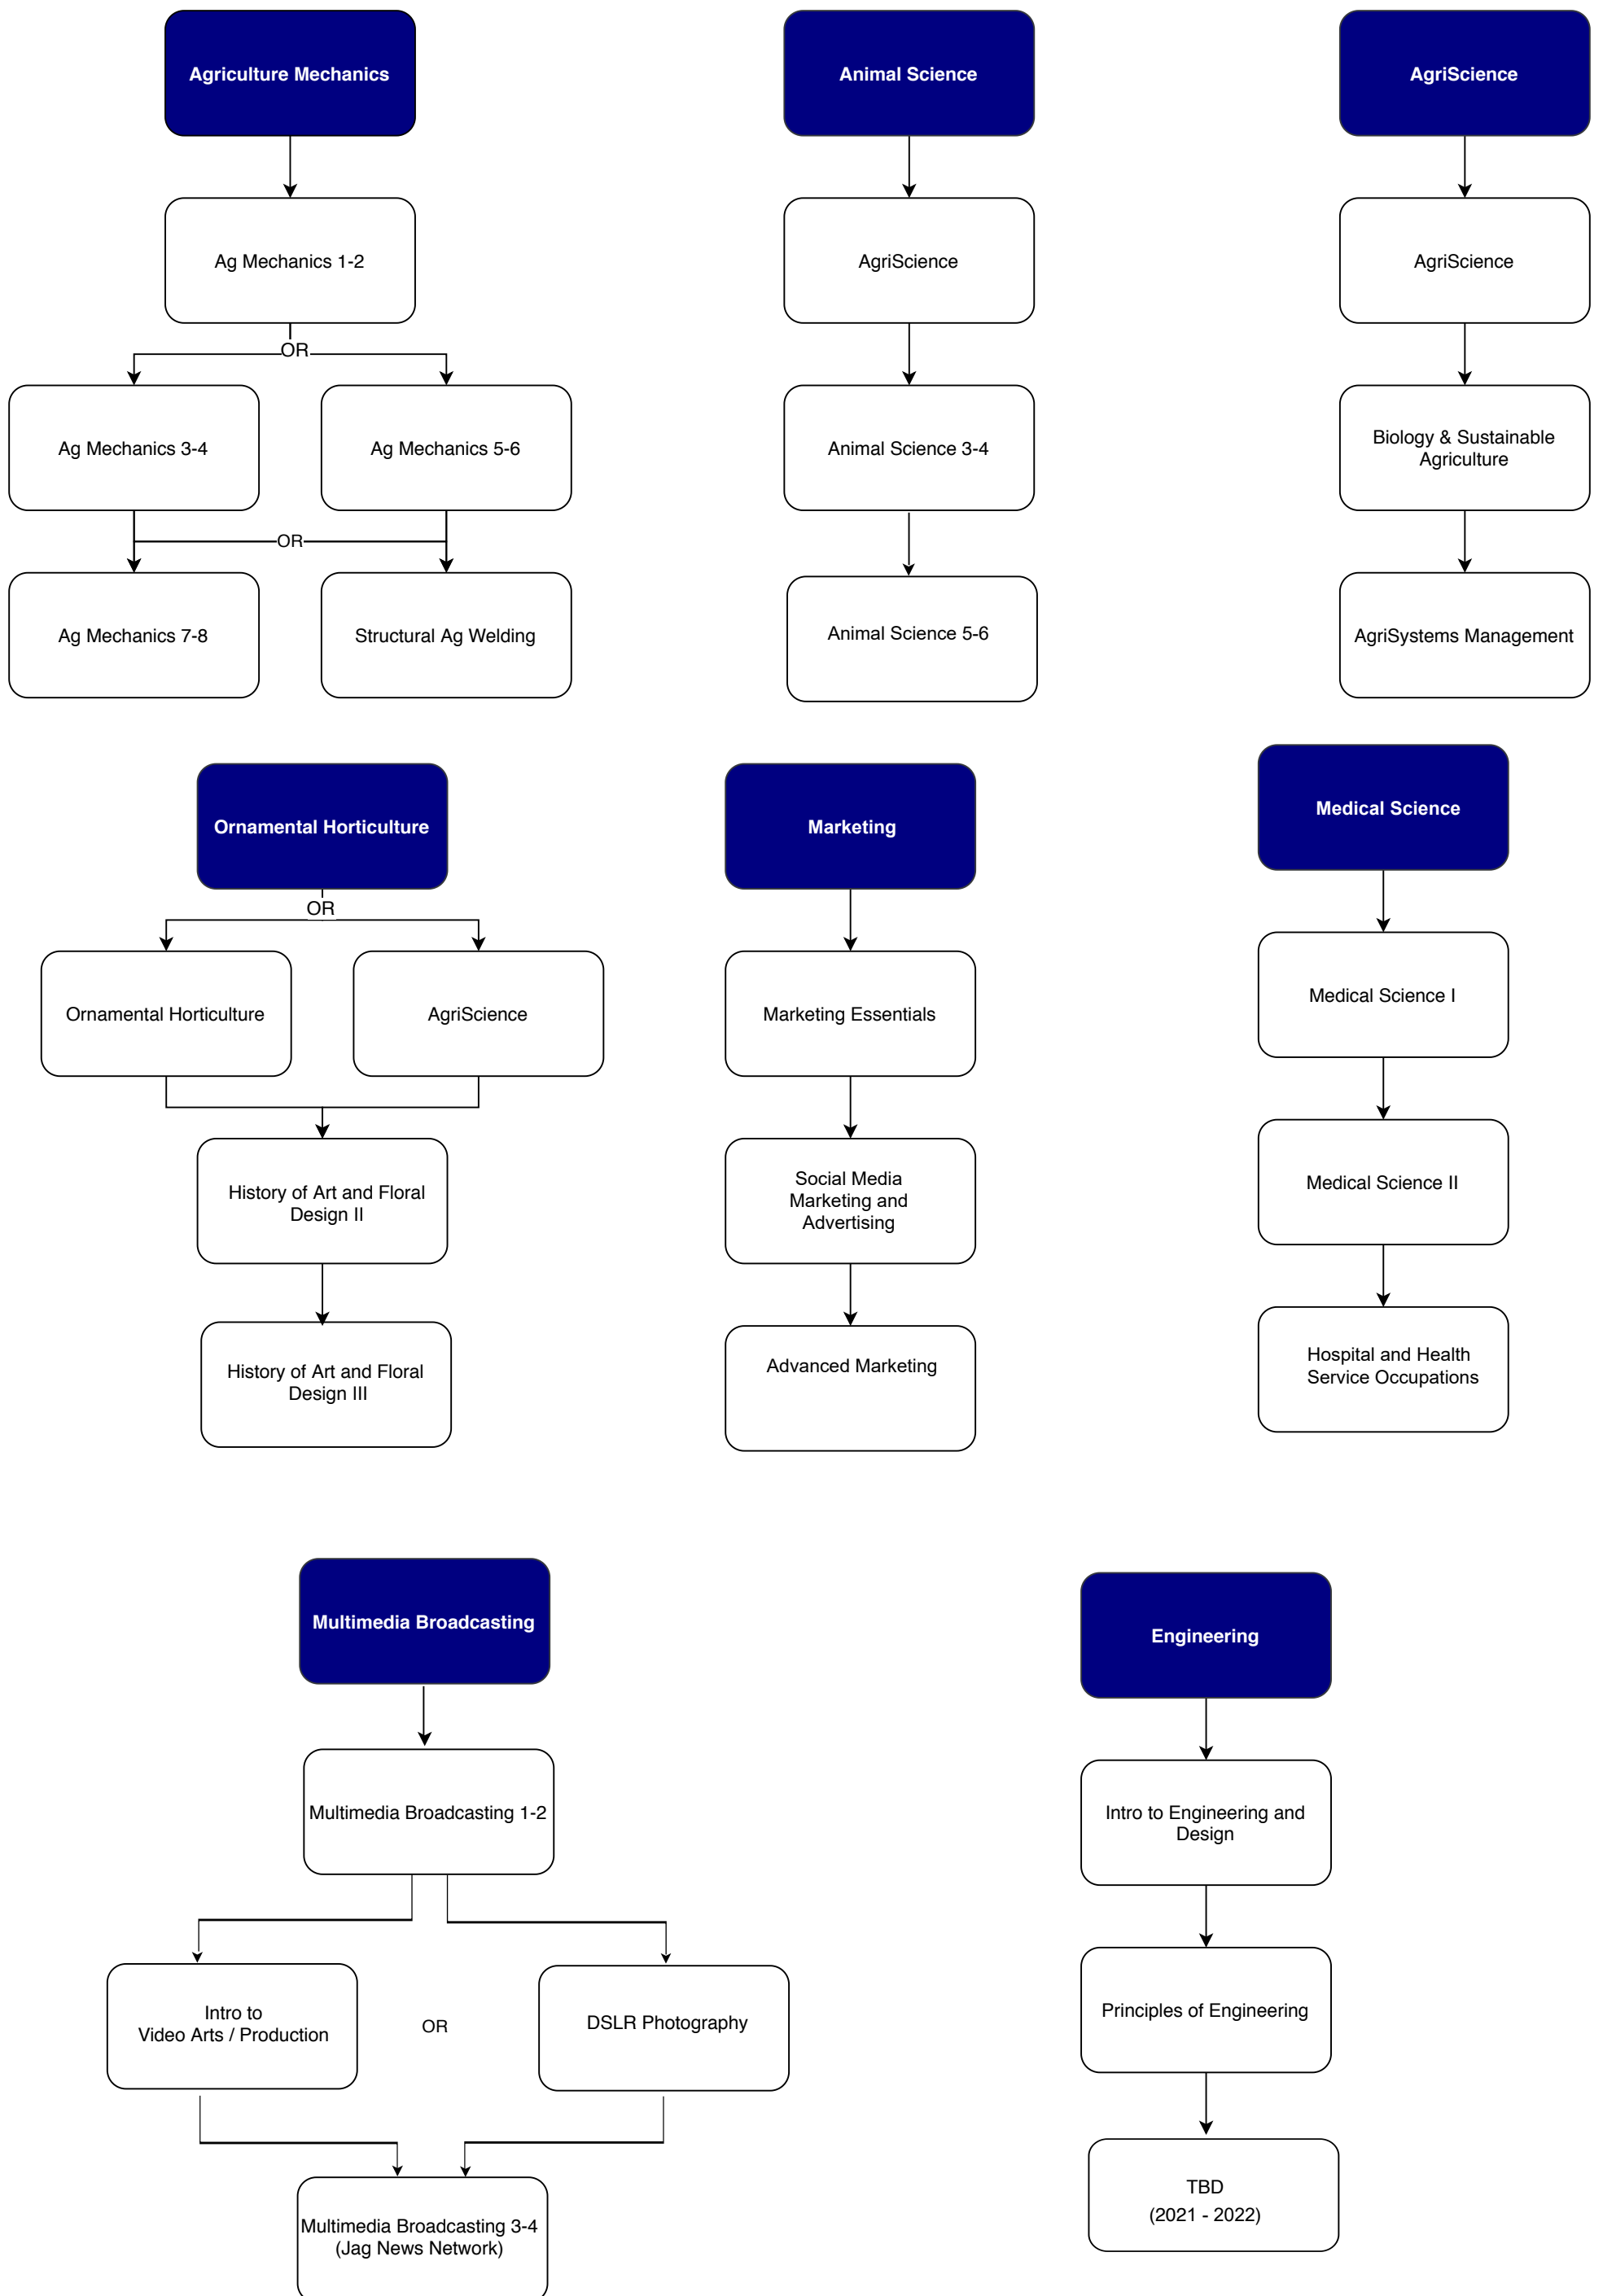 Agriculture Mechanics
Animal Science
AgriScience
Ag Mechanics 1-2
AgriScience
AgriScience
OR
Ag Mechanics 3-4
Ag Mechanics 5-6
Animal Science 3-4
Biology & Sustainable
Agriculture
OR
Ag Mechanics 7-8
Structural Ag Welding
Animal Science 5-6
AgriSystems Management
Ornamental Horticulture
Marketing
Medical Science
OR
Ornamental Horticulture
AgriScience
Marketing Essentials
Medical Science I
History of Art and Floral
Design II
Social Media
Marketing and
Advertising
Medical Science II
History of Art and Floral
Design III
Advanced Marketing
Hospital and Health
Service Occupations
Multimedia Broadcasting
Engineering
Multimedia Broadcasting 1-2
Intro to Engineering and
Design
Intro to
Video Arts / Production
OR
DSLR Photography
Principles of Engineering
Multimedia Broadcasting 3-4
(Jag News Network)
TBD
(2021 - 2022)